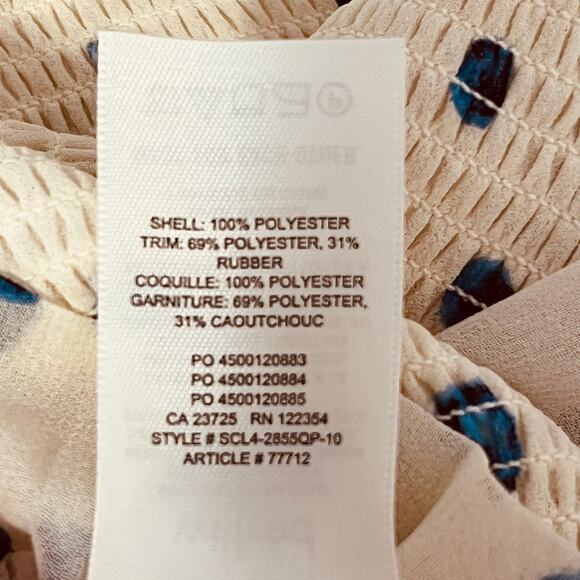 SHELL: 100% POLYESTER
TRIM: 69% POLYESTER, 31%
RUBBER
COQUILLE: 100% POLYESTER
GARNITURE: 69% POLYESTER,
31% CAOUTCHOUC
PO 4500120883
PO 4500120884
PO 4500120885
CA 23725 RN 122354
STYLE # SCL4-2855QP-10
ARTICLE # 77712